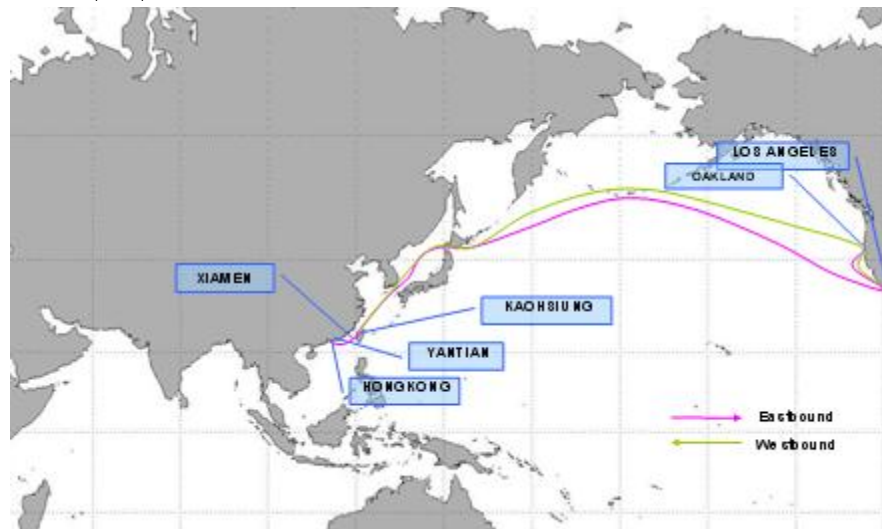 LOS ANGELES
OAKLAND
XIAMEN
KAOHSIUNG
YANTIAN
HONGKONG
Eastbound
Westbound